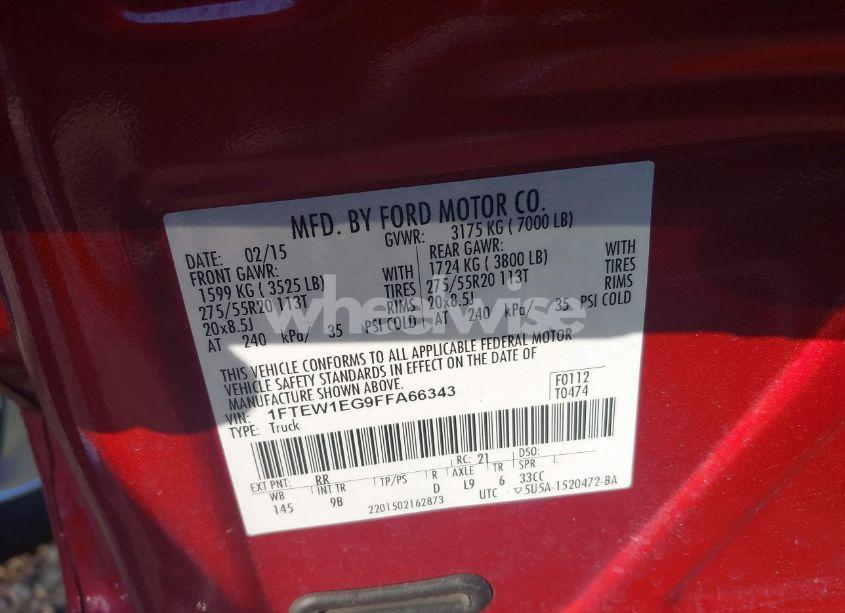 MFD. BY FORD MOTOR CO.
DATE: 02/15 GVWR: 3175 KG ( 7000 LB)
FRONT GAWR: REAR GAWR: WITH
1599 KG ( 3525 LB) WITH 1724 KG ( 3800 LB) TIRES
275/55R20 113T TIRES 275/55R20 113T RIMS
20x8.5J RIMS 20x8.5J
AT 240 kPa/ 35 PSI COLD AT 240 kPa/ 35 PSI COLD
THIS VEHICLE CONFORMS TO ALL APPLICABLE FEDERAL MOTOR
VEHICLE SAFETY STANDARDS IN EFFECT ON THE DATE OF
MANUFACTURE SHOWN ABOVE.
VIN: 1FTEW1EG9FFA66343 F0112
TYPE: Truck T0474
EXT PNT: RR RC: 21 DSO:
WB INT TR TP/PS R AXLE TR SPR
145 9B D L9 6 33CC
2201502162873 UTC ▽5U5A-1520472-BA
wheelwise